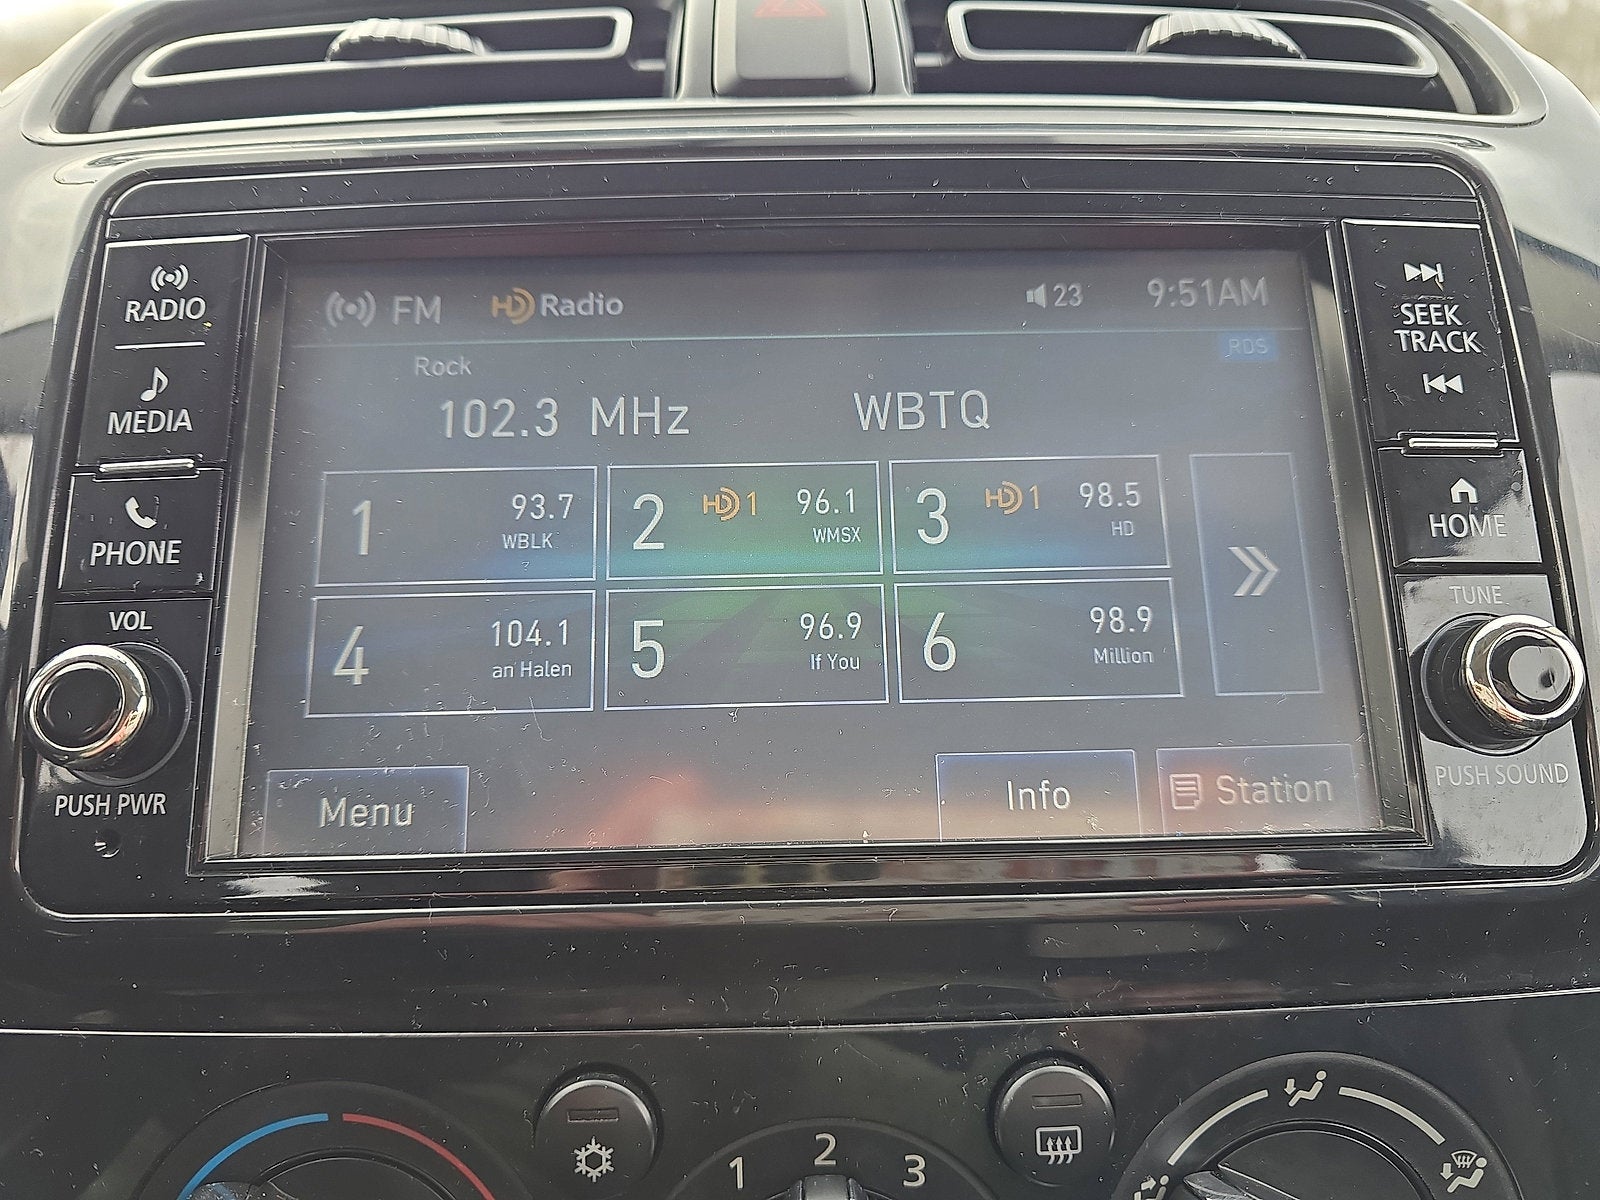 RADIO
MEDIA
PHONE
VOL
PUSH PWR
FM HD Radio 23 9:51AM
RDS
Rock
102.3 MHz WBTQ
1 93.7
WBLK
2 HD 1 96.1
WMSX
3 HD 1 98.5
HD
4 104.1
an Halen
5 96.9
If You
6 98.9
Million
Menu Info Station
SEEK
TRACK
HOME
TUNE
PUSH SOUND
1 2 3